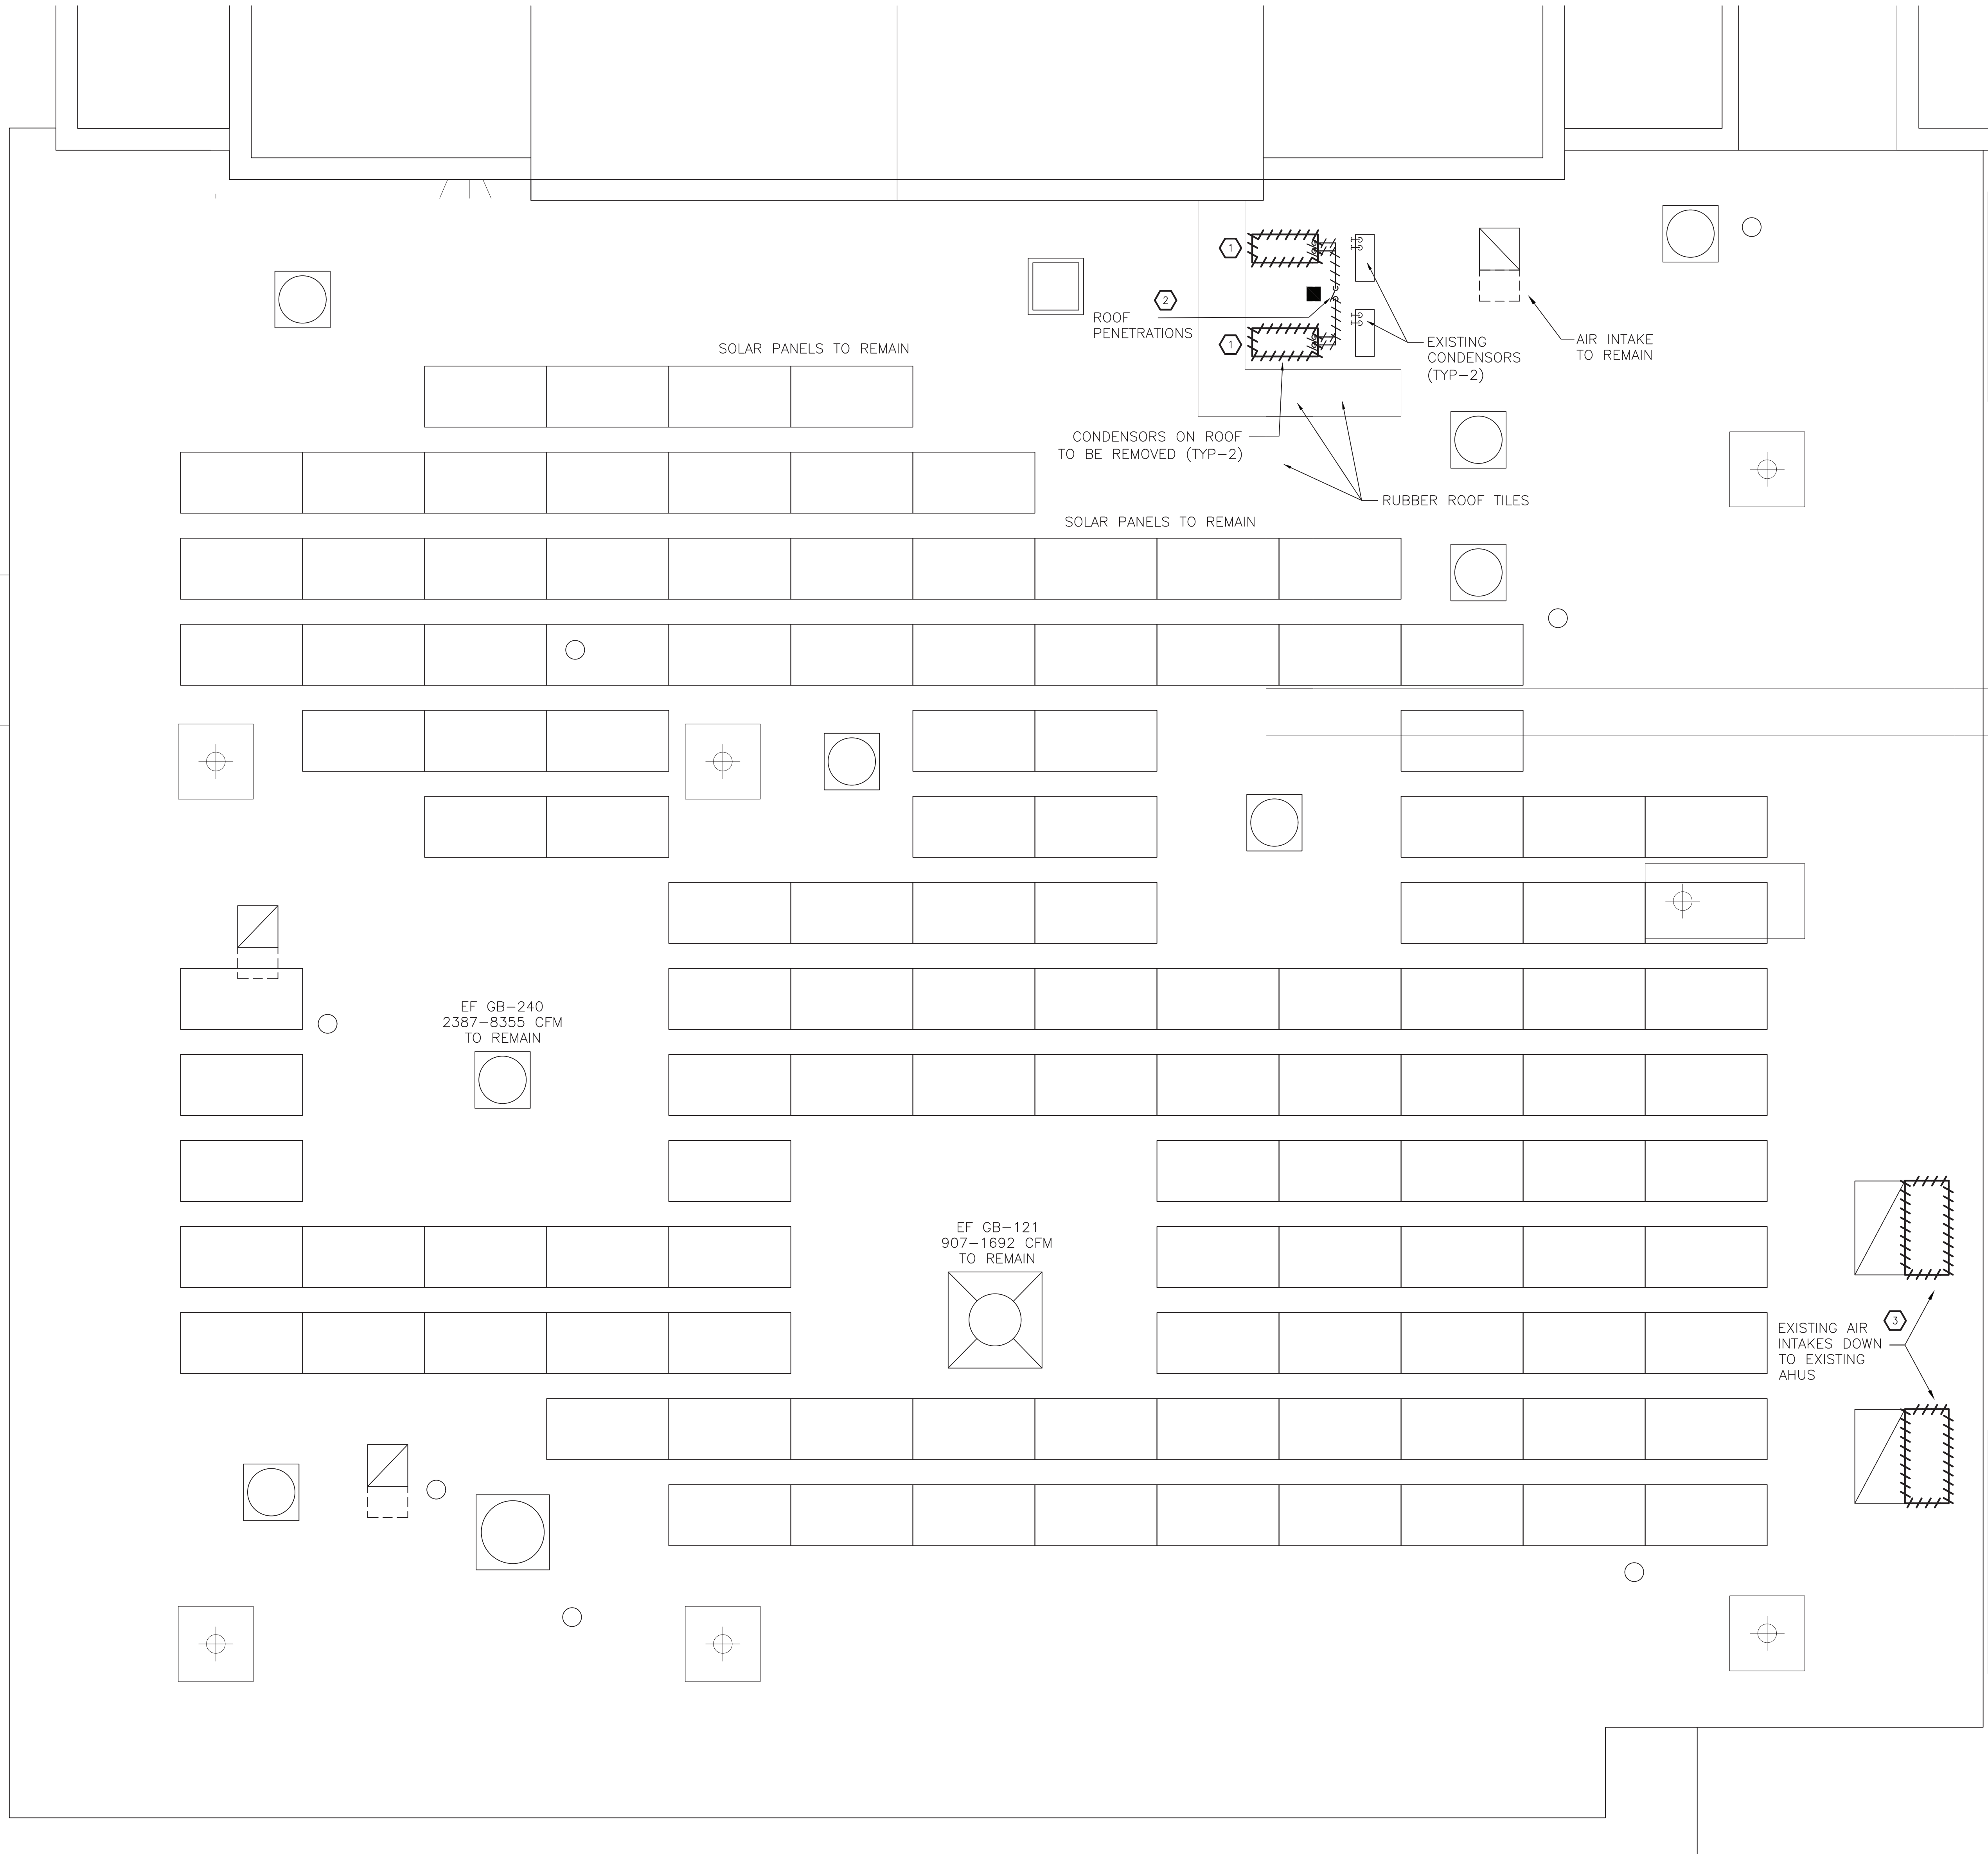 1
2
ROOF
PENETRATIONS
1
SOLAR PANELS TO REMAIN
EXISTING
CONDENSORS
(TYP-2)
AIR INTAKE
TO REMAIN
CONDENSORS ON ROOF
TO BE REMOVED (TYP-2)
RUBBER ROOF TILES
SOLAR PANELS TO REMAIN
EF GB-240
2387-8355 CFM
TO REMAIN
EF GB-121
907-1692 CFM
TO REMAIN
3
EXISTING AIR
INTAKES DOWN
TO EXISTING
AHUS